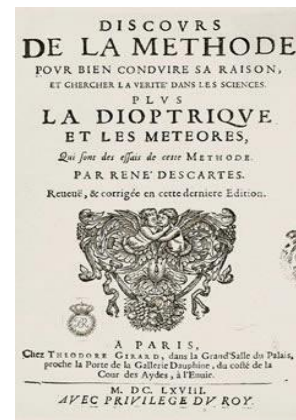 DISCOVRS
DE LA METHODE
POVR BIEN CONDVIRE SA RAISON,
ET CHERCHER LA VERITE' DANS LES SCIENCES.
PLVS
LA DIOPTRIQVE
ET LES METEORES,
Qui sont des essais de cette METHODE.
PAR RENE' DESCARTES.
Reueuë, & corrigée en cette derniere Edition.
A PARIS,
Chez THEODORE GIRARD, dans la Grand'Salle du Palais,
proche la Porte de la Gallerie Dauphine, du costé de la
Cour des Aydes, à l'Enuie.
M. DC. LXVIII.
AVEC PRIVILEGE DV ROY.